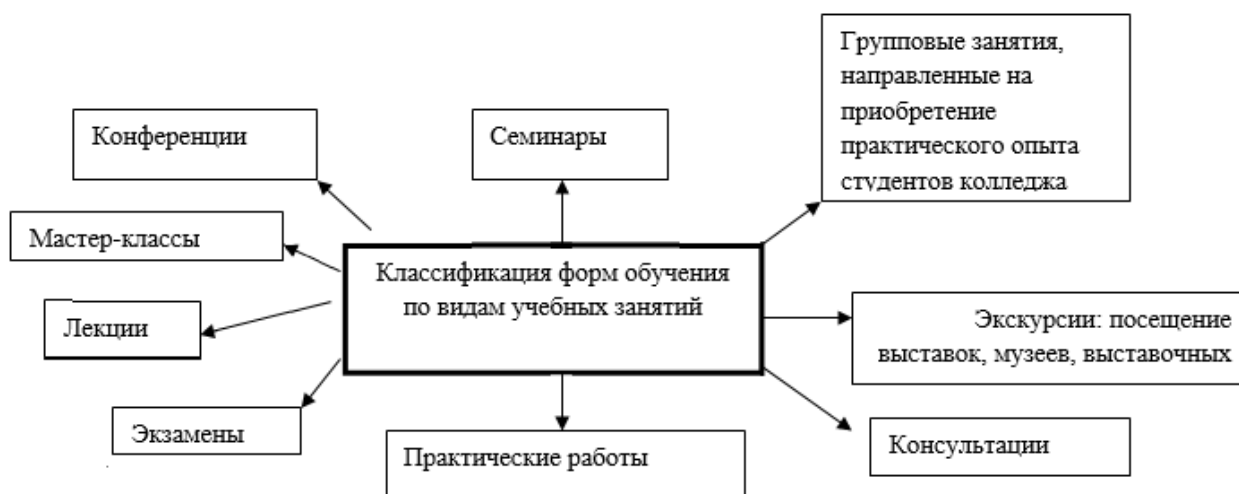 Групповые занятия,
направленные на
приобретение
практического опыта
студентов колледжа
Конференции
Семинары
Мастер-классы
Классификация форм обучения
по видам учебных занятий
Лекции
Экскурсии: посещение
выставок, музеев, выставочных
Экзамены
Практические работы
Консультации